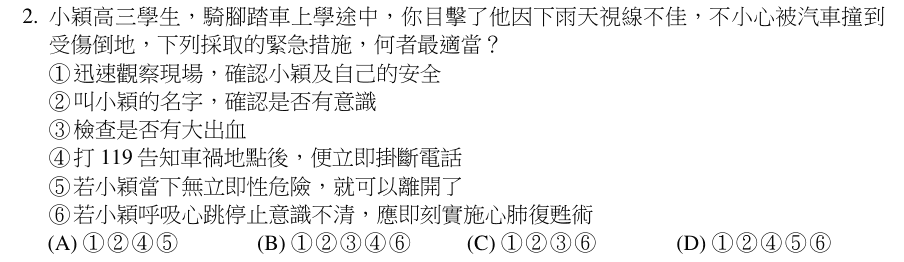 2. 小穎高三學生，騎腳踏車上學途中，你目擊了他因下雨天視線不佳，不小心被汽車撞到
受傷倒地，下列採取的緊急措施，何者最適當？
①迅速觀察現場，確認小穎及自己的安全
②叫小穎的名字，確認是否有意識
③檢查是否有大出血
④打 119 告知車禍地點後，便立即掛斷電話
⑤若小穎當下無立即性危險，就可以離開了
⑥若小穎呼吸心跳停止意識不清，應即刻實施心肺復甦術
(A) ①②④⑤ (B) ①②③④⑥ (C) ①②③⑥ (D) ①②④⑤⑥